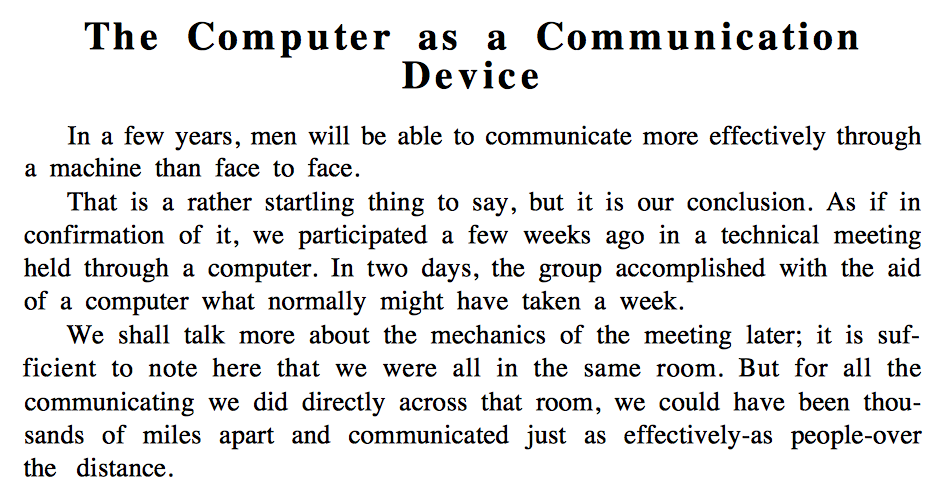 The Computer as a Communication
Device
In a few years, men will be able to communicate more effectively through
a machine than face to face.
That is a rather startling thing to say, but it is our conclusion. As if in
confirmation of it, we participated a few weeks ago in a technical meeting
held through a computer. In two days, the group accomplished with the aid
of a computer what normally might have taken a week.
We shall talk more about the mechanics of the meeting later; it is suf-
ficient to note here that we were all in the same room. But for all the
communicating we did directly across that room, we could have been thou-
sands of miles apart and communicated just as effectively-as people-over
the distance.